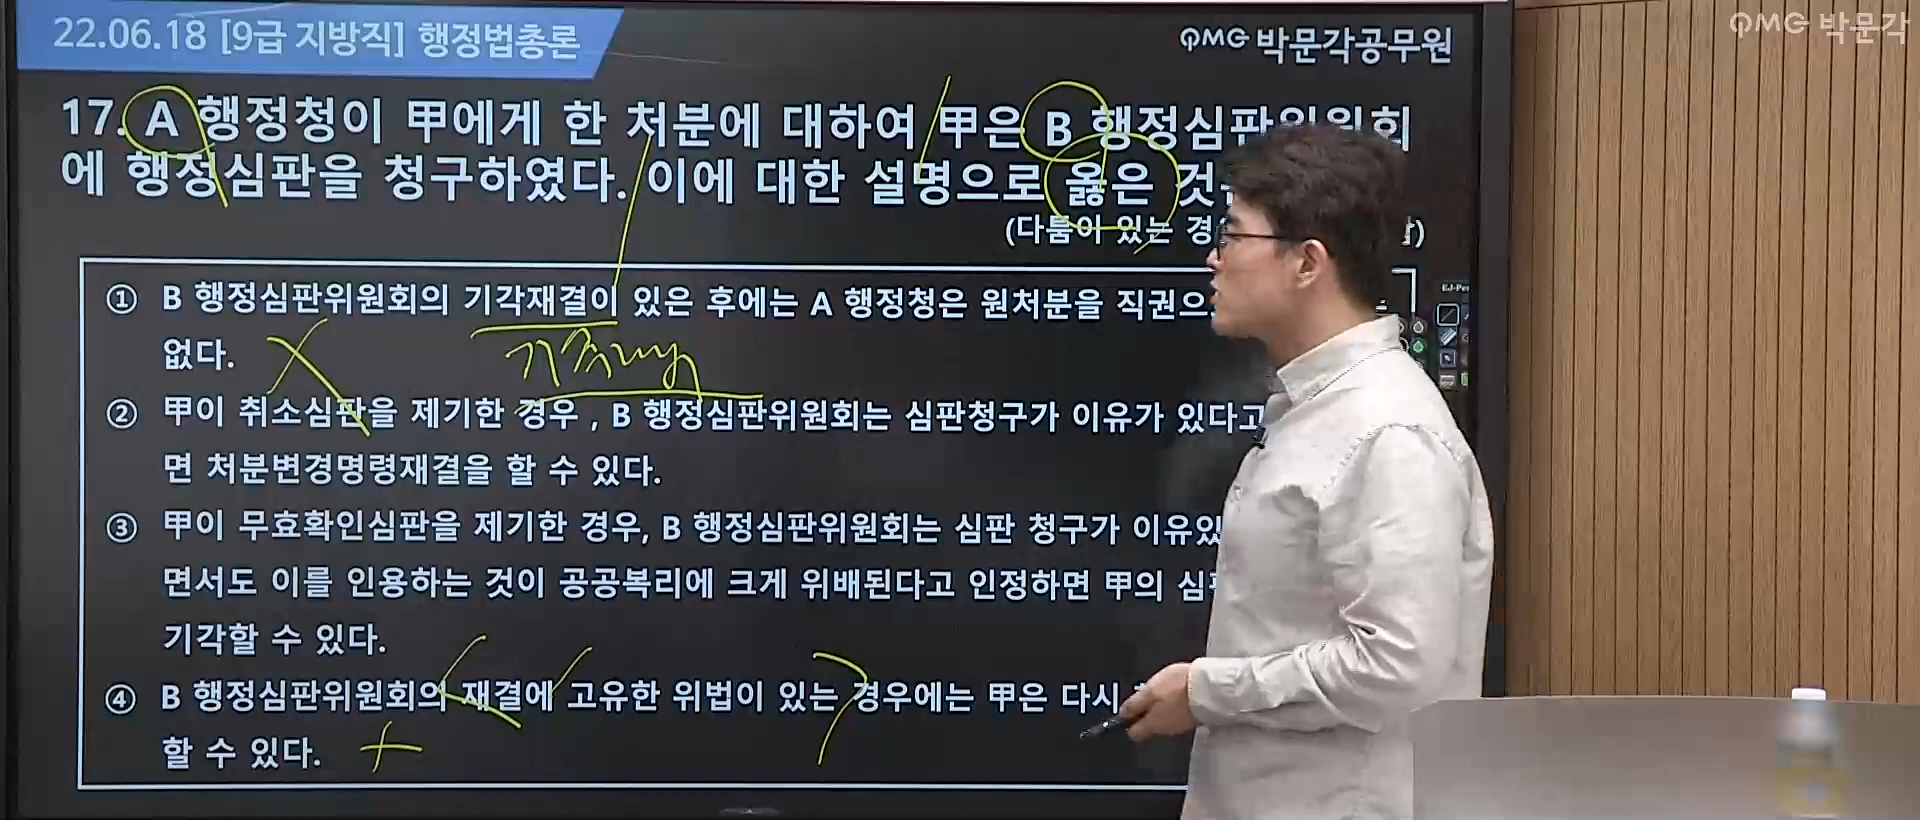 22.06.18 [9급 지방직] 행정법총론
QMG 박문각공무원
QMG 박문각
17. A 행정청이 甲에게 한 처분에 대하여 甲은 B 행정심판위원회
에 행정심판을 청구하였다. 이에 대한 설명으로 옳은
(다툼이 있는
① B 행정심판위원회의 기각재결이 있은 후에는 A 행정청은 원처분을
없다.
② 甲이 취소심판을 제기한 경우, B 행정심판위원회는 심판청구가 이유가 있다고
면 처분변경명령재결을 할 수 있다.
③ 甲이 무효확인심판을 제기한 경우, B 행정심판위원회는 심판 청구가
면서도 이를 인용하는 것이 공공복리에 크게 위배된다고 인정하면 甲의
기각할 수 있다.
④ B 행정심판위원회의 재결에 고유한 위법이 있는 경우에는 甲은 다시
할 수 있다.